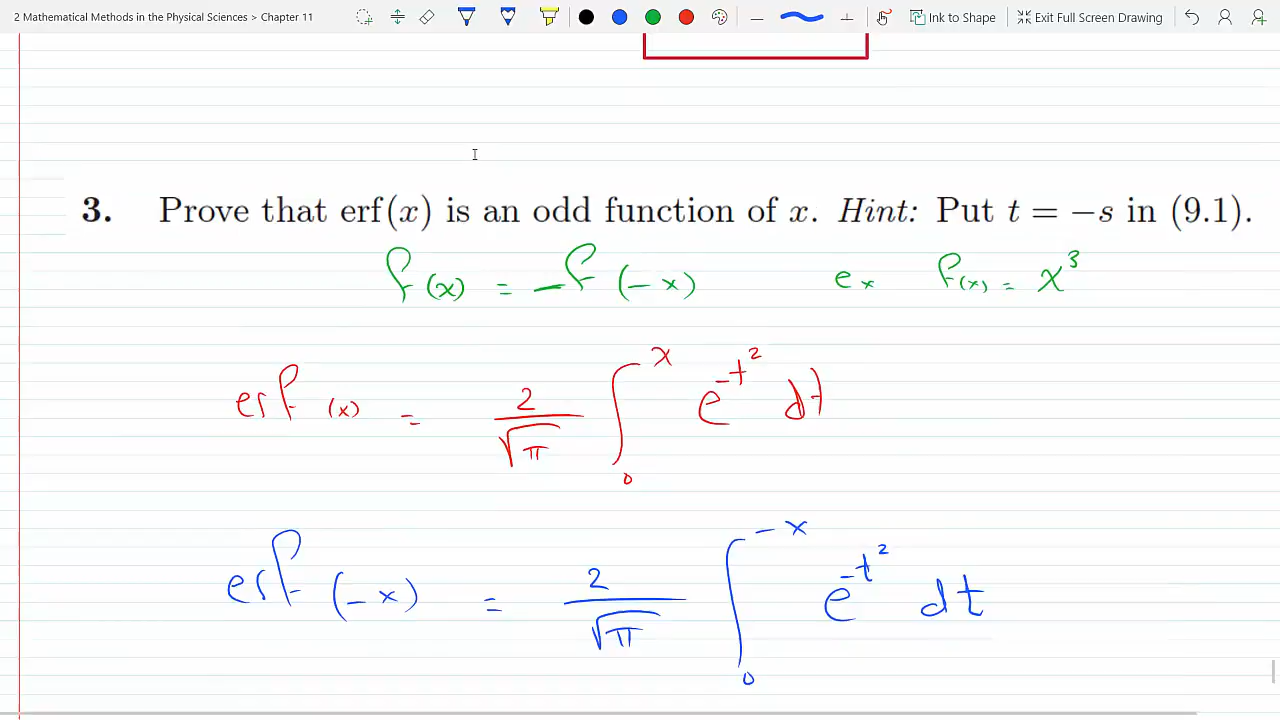 2 Mathematical Methods in the Physical Sciences > Chapter 11 Ink to Shape Exit Full Screen Drawing
3. Prove that erf(x) is an odd function of x. Hint: Put t = −s in (9.1).
f(x) = −f(−x) ex f(x) = x³
erf(x) = 2/√π ∫₀ˣ e^(−t²) dt
erf(−x) = 2/√π ∫₀^(−x) e^(−t²) dt